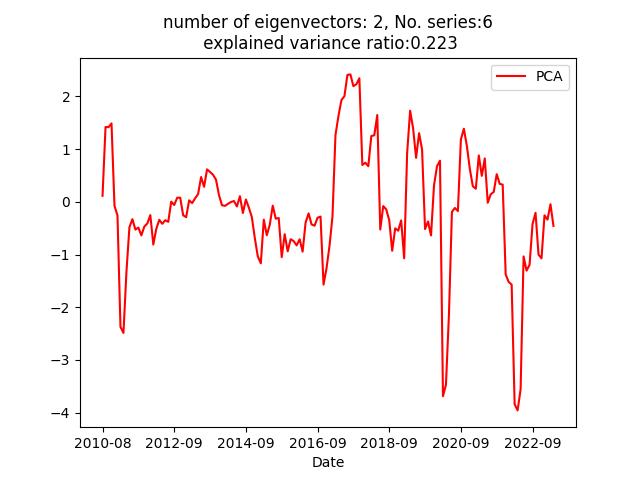 number of eigenvectors: 2, No. series:6
explained variance ratio:0.223
PCA
2
1
0
−1
−2
−3
−4
2010-08 2012-09 2014-09 2016-09 2018-09 2020-09 2022-09
Date